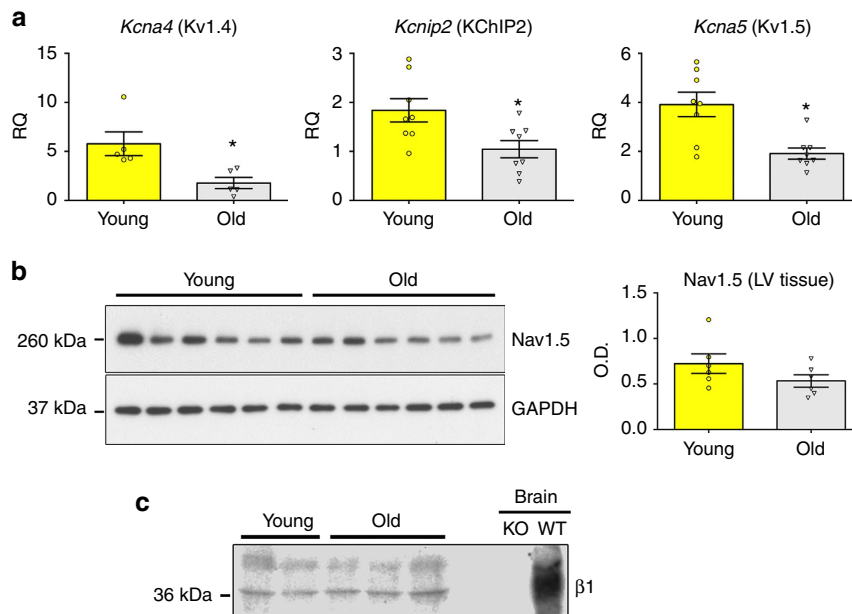 a
Kcna4 (Kv1.4)
RQ
15
10
5
0
*
Young
Old
Kcnip2 (KChIP2)
RQ
3
2
1
0
*
Young
Old
Kcna5 (Kv1.5)
RQ
6
4
2
0
*
Young
Old
b
Young
Old
260 kDa
Nav1.5
37 kDa
GAPDH
Nav1.5 (LV tissue)
O.D.
1.5
1.0
0.5
0.0
Young
Old
c
Young
Old
Brain
KO WT
36 kDa
β1